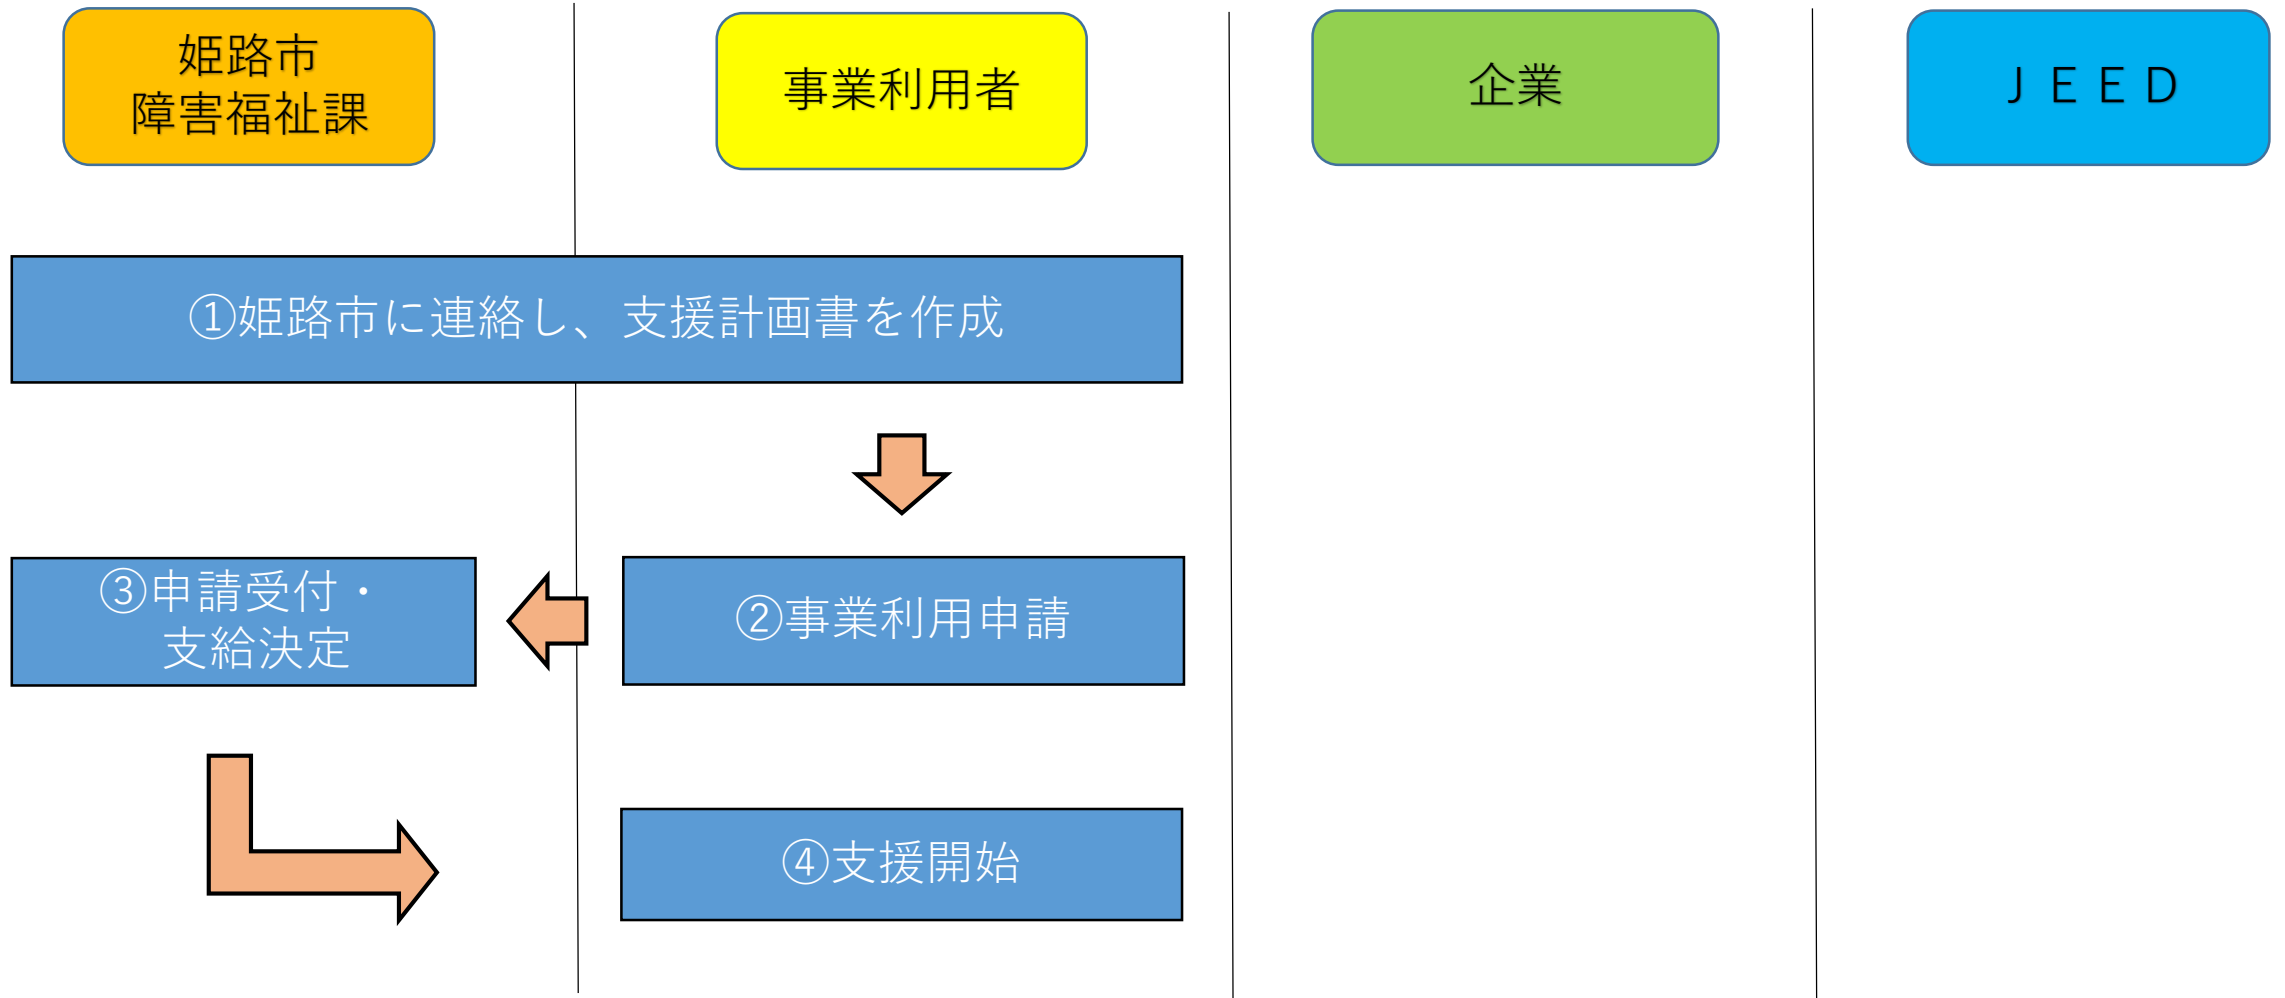 姫路市
障害福祉課
事業利用者
企業
ＪＥＥＤ
①姫路市に連絡し、支援計画書を作成
③申請受付・
支給決定
②事業利用申請
④支援開始